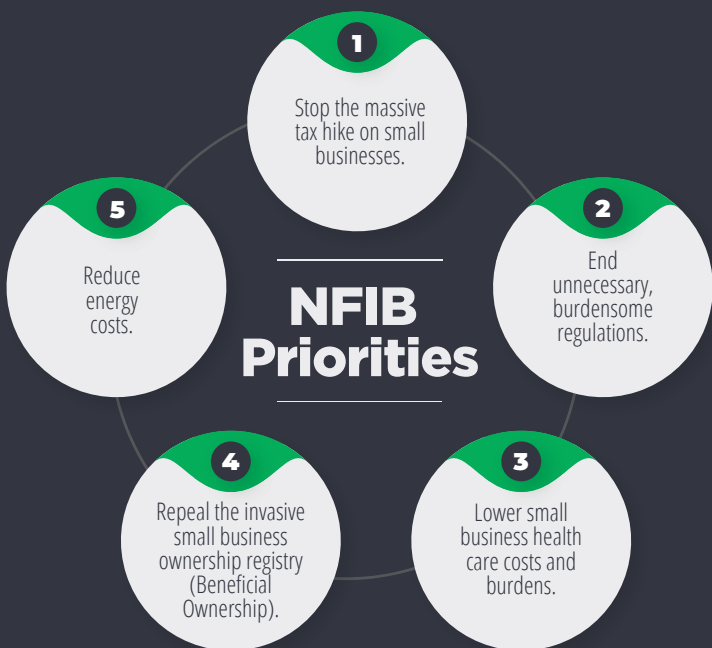 1
Stop the massive
tax hike on small
businesses.
2
End
unnecessary,
burdensome
regulations.
3
Lower small
business health
care costs and
burdens.
4
Repeal the invasive
small business
ownership registry
(Beneficial
Ownership).
5
Reduce
energy
costs.
NFIB
Priorities